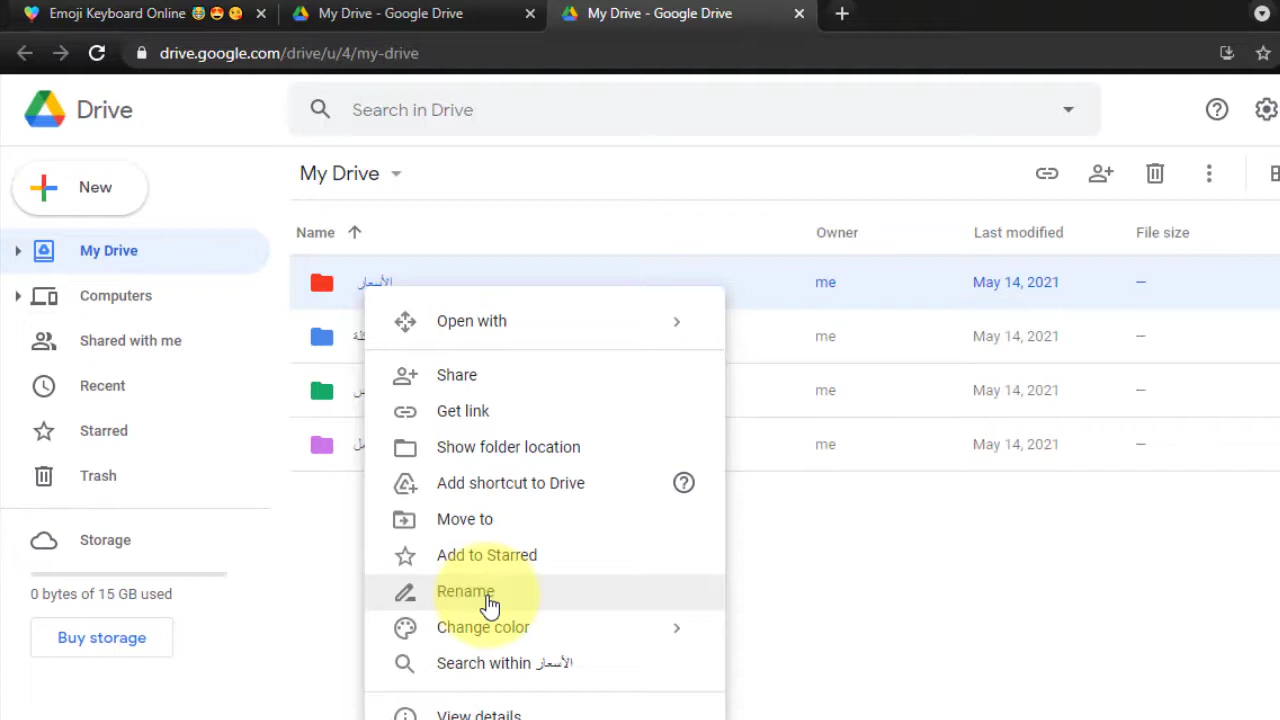 Emoji Keyboard Online 😅 😍 😘
My Drive - Google Drive
My Drive - Google Drive
drive.google.com/drive/u/4/my-drive
Drive
Search in Drive
New
My Drive
Computers
Shared with me
Recent
Starred
Trash
Storage
0 bytes of 15 GB used
Buy storage
My Drive
Name Owner Last modified File size
الأسعار me May 14, 2021 –
me May 14, 2021 –
me May 14, 2021 –
me May 14, 2021 –
Open with
Share
Get link
Show folder location
Add shortcut to Drive
Move to
Add to Starred
Rename
Change color
Search within الأسعار
View details